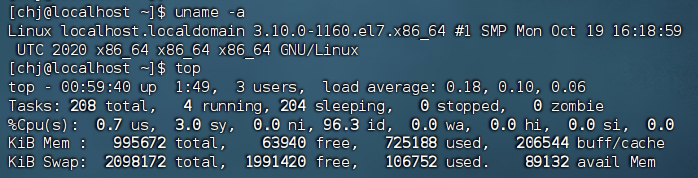 [chj@localhost ~]$ uname -a
Linux localhost.localdomain 3.10.0-1160.el7.x86_64 #1 SMP Mon Oct 19 16:18:59
UTC 2020 x86_64 x86_64 x86_64 GNU/Linux
[chj@localhost ~]$ top
top - 00:59:40 up  1:49,  3 users,  load average: 0.18, 0.10, 0.06
Tasks: 208 total,   4 running, 204 sleeping,   0 stopped,   0 zombie
%Cpu(s):  0.7 us,  3.0 sy,  0.0 ni, 96.3 id,  0.0 wa,  0.0 hi,  0.0 si,  0.0
KiB Mem :   995672 total,    63940 free,   725188 used,   206544 buff/cache
KiB Swap:  2098172 total,  1991420 free,   106752 used.    89132 avail Mem